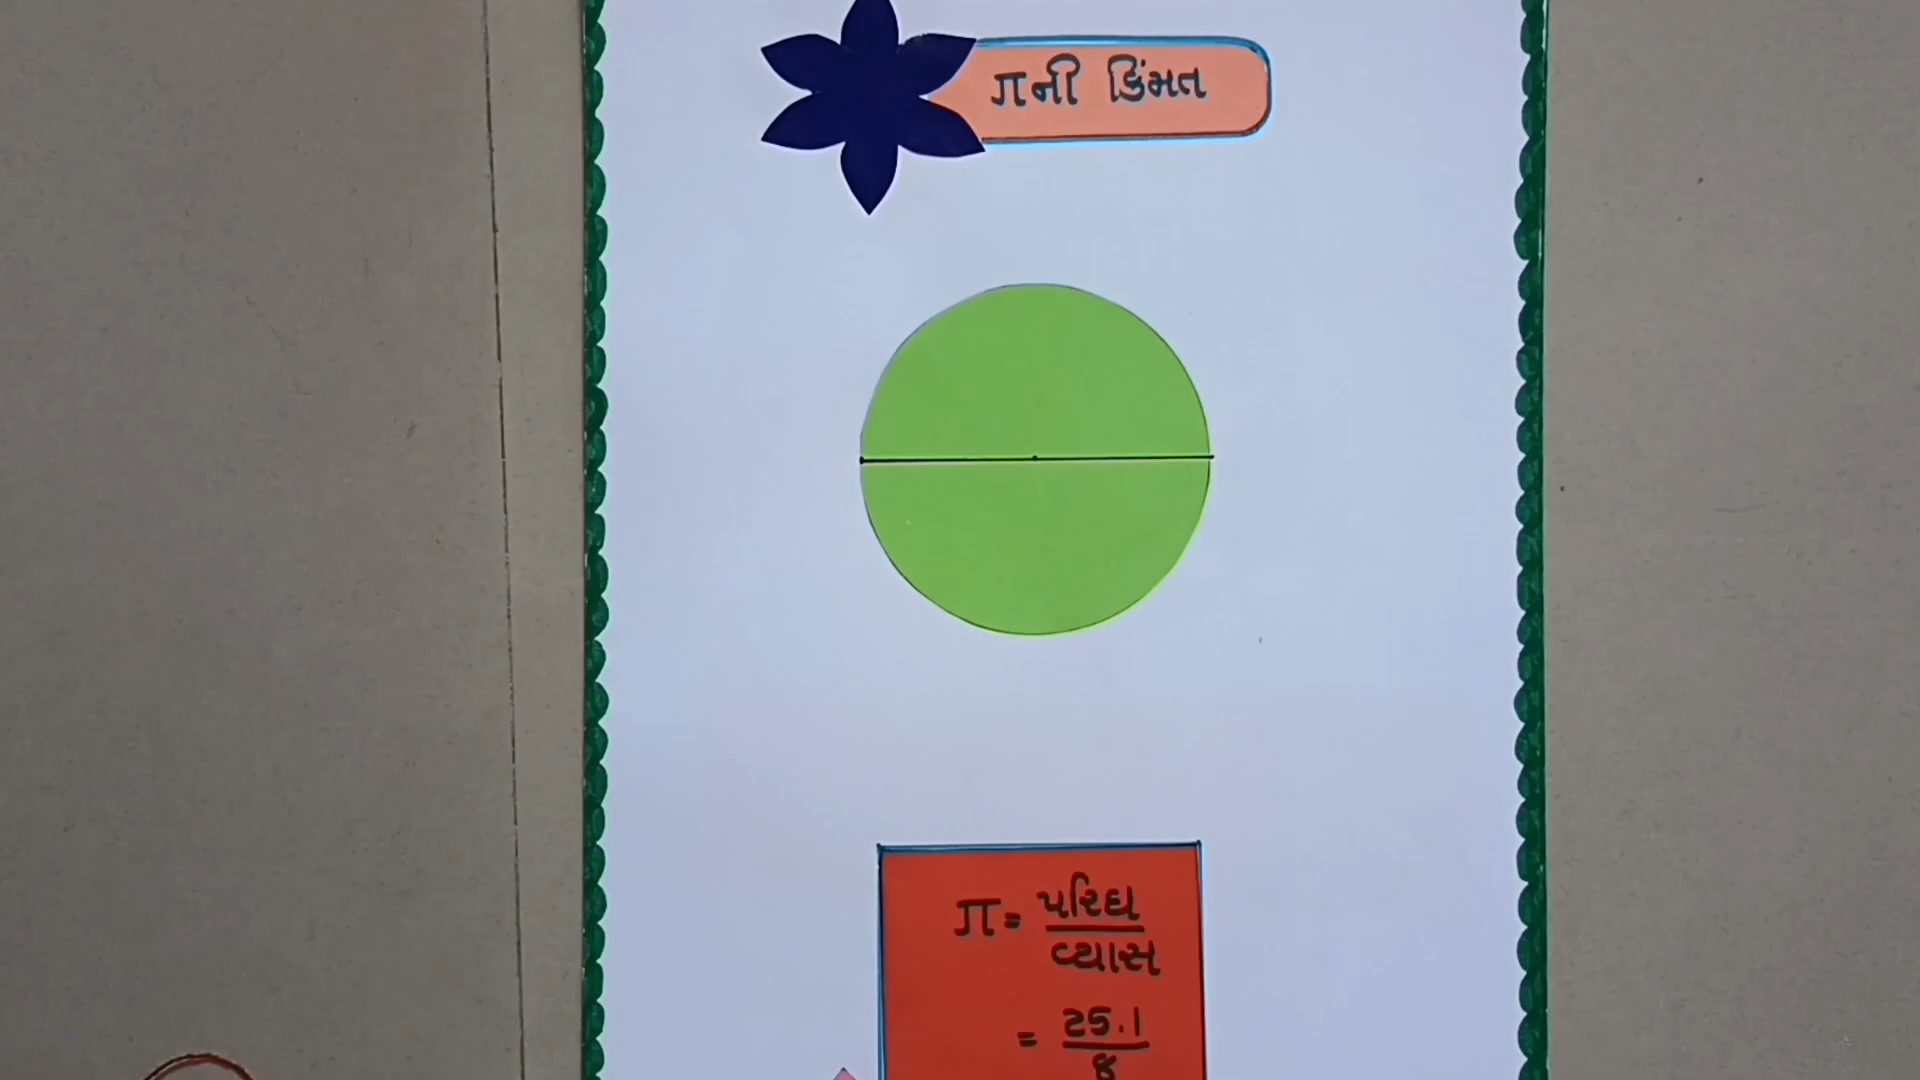 πની કિંમત
π = પરિઘ / વ્યાસ
= 25.1 / 8